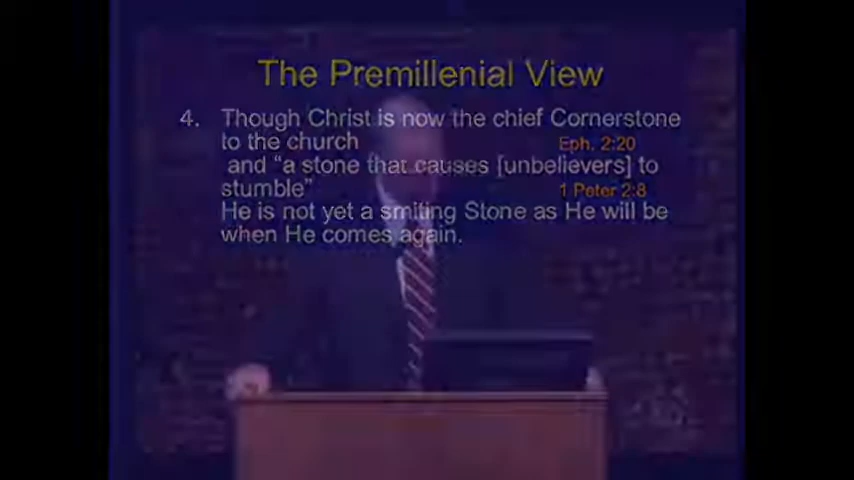 The Premillenial View
4. Though Christ is now the chief Cornerstone
to the church Eph. 2:20
and “a stone that causes [unbelievers] to
stumble” 1 Peter 2:8
He is not yet a smiting Stone as He will be
when He comes again.